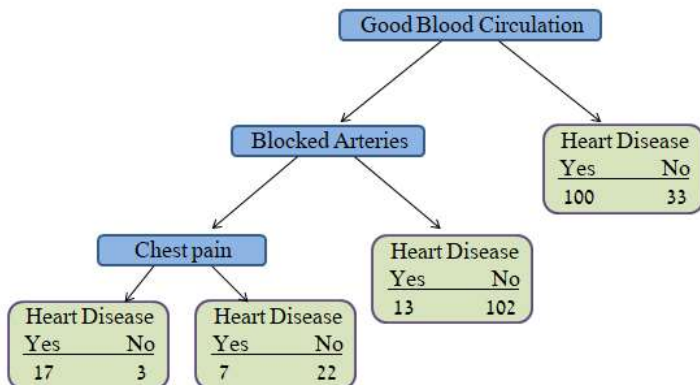 Good Blood Circulation
Blocked Arteries
Heart Disease
Yes No
100 33
Chest pain
Heart Disease
Yes No
13 102
Heart Disease
Yes No
17 3
Heart Disease
Yes No
7 22